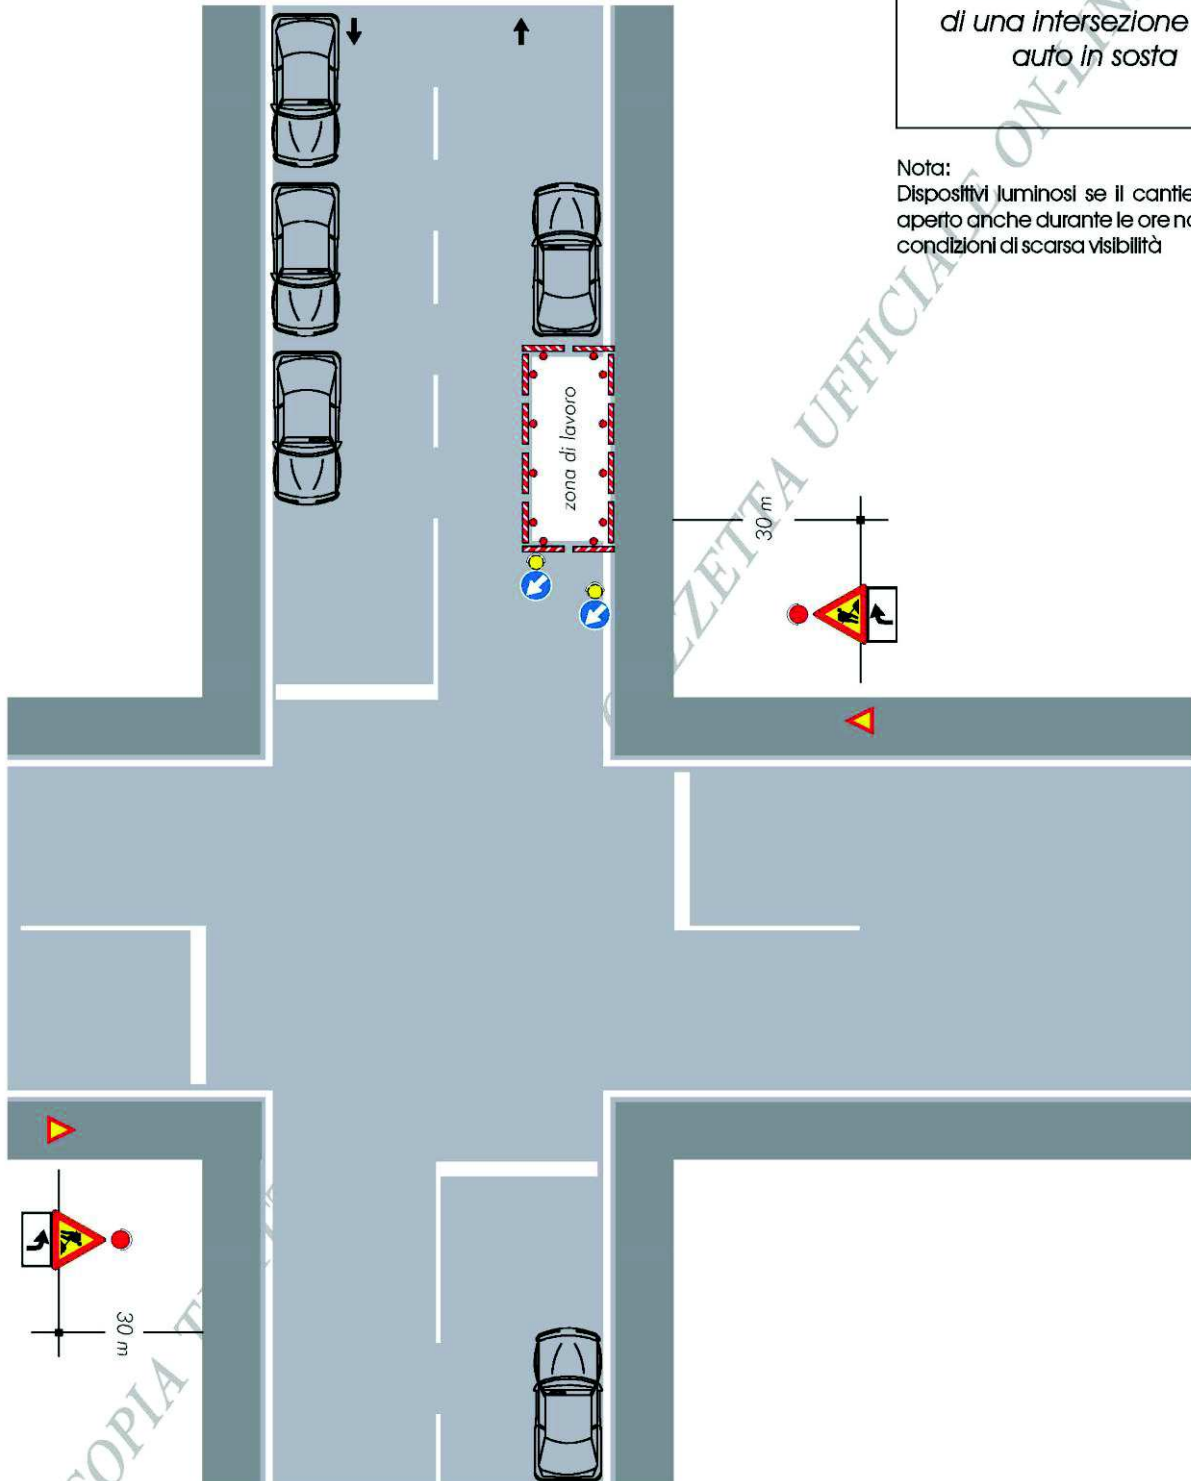 di una intersezione
auto in sosta
Nota:
Dispositivi luminosi se il cantie
aperto anche durante le ore no
condizioni di scarsa visibilità
zona di lavoro
30 m
30 m
COPIA T
GAZZETTA UFFICIALE ON-LIN